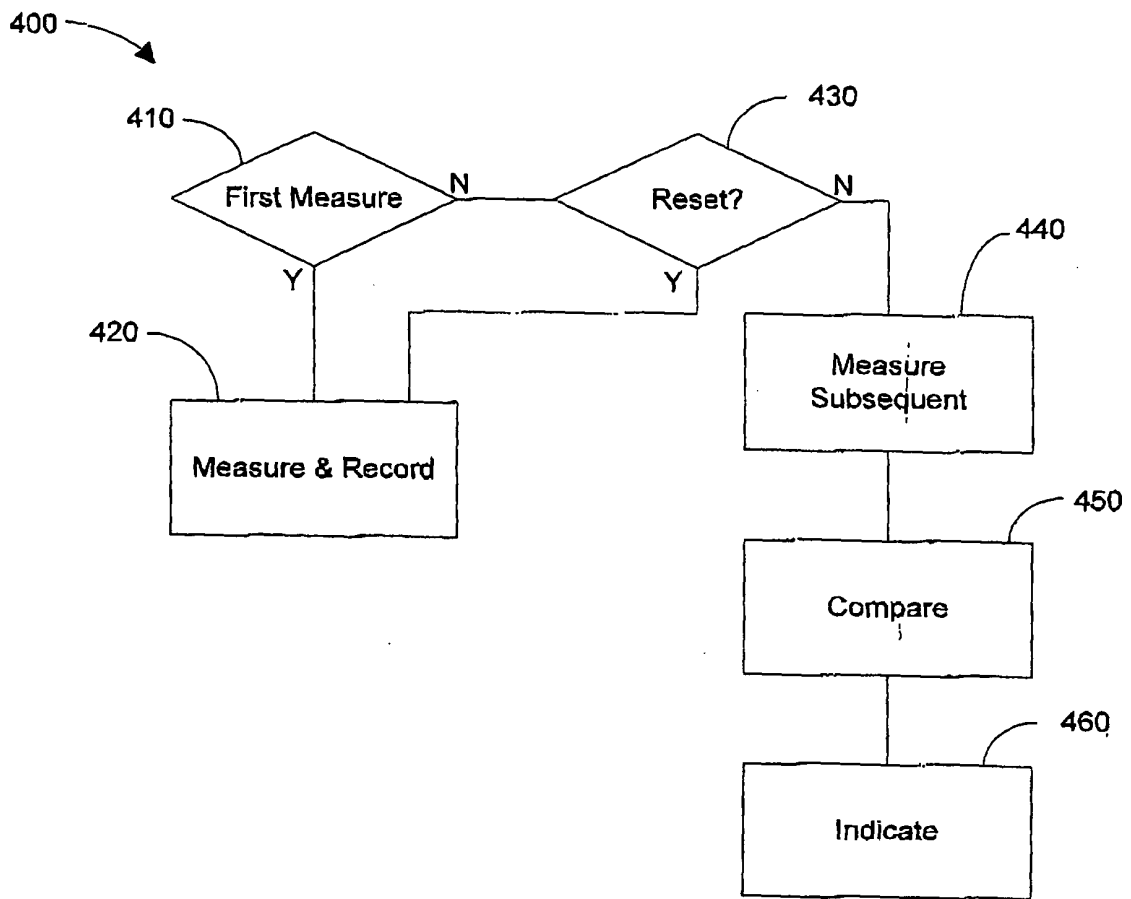 400
410
430
First Measure
N
Reset?
N
440
Y
Y
420
Measure
Subsequent
Measure & Record
450
Compare
460
Indicate